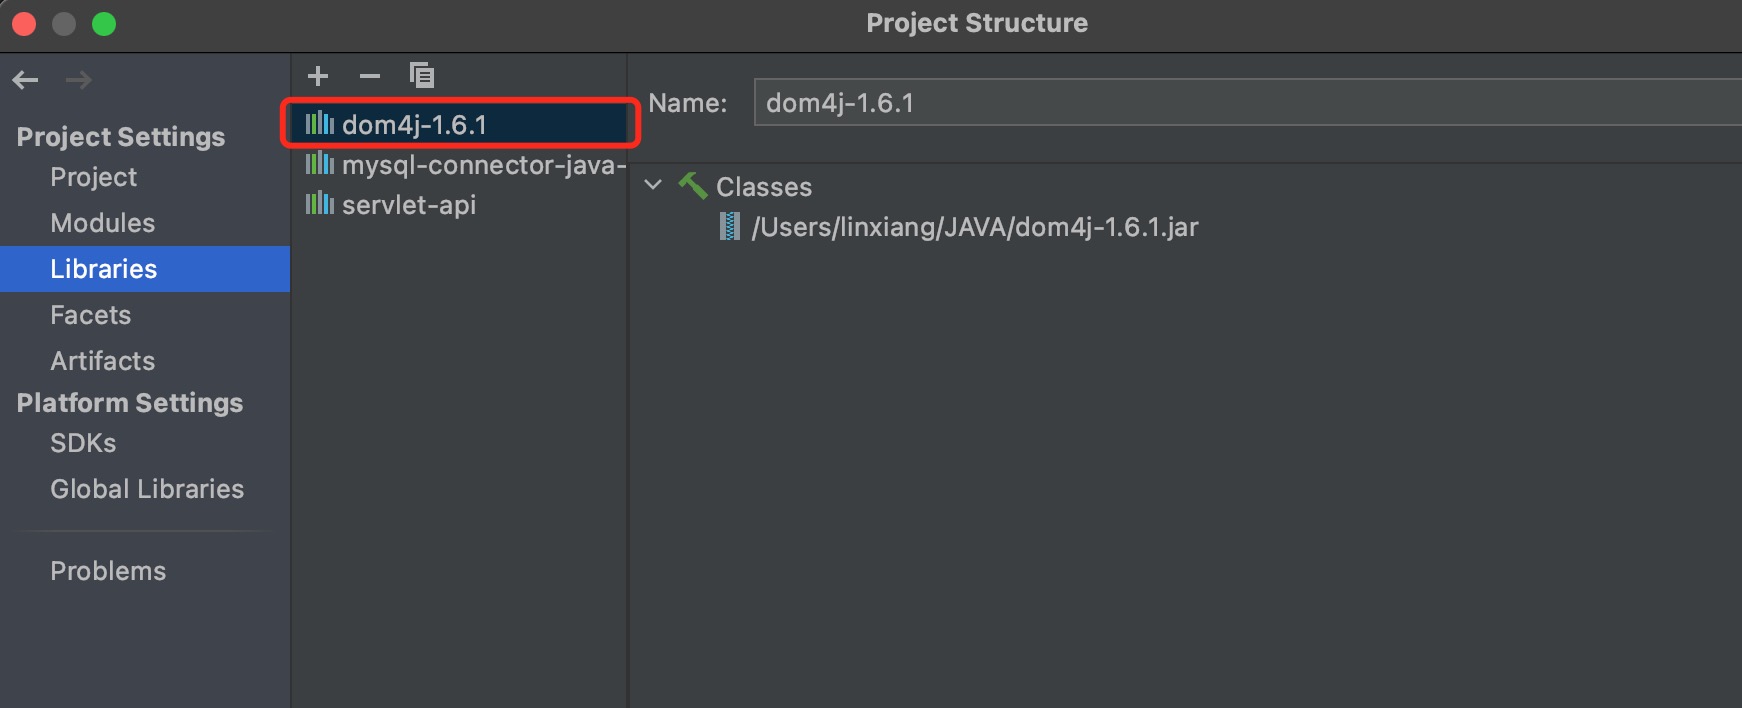 Project Structure
Project Settings
Project
Modules
Libraries
Facets
Artifacts
Platform Settings
SDKs
Global Libraries
Problems
dom4j-1.6.1
mysql-connector-java-
servlet-api
Name: dom4j-1.6.1
Classes
/Users/linxiang/JAVA/dom4j-1.6.1.jar